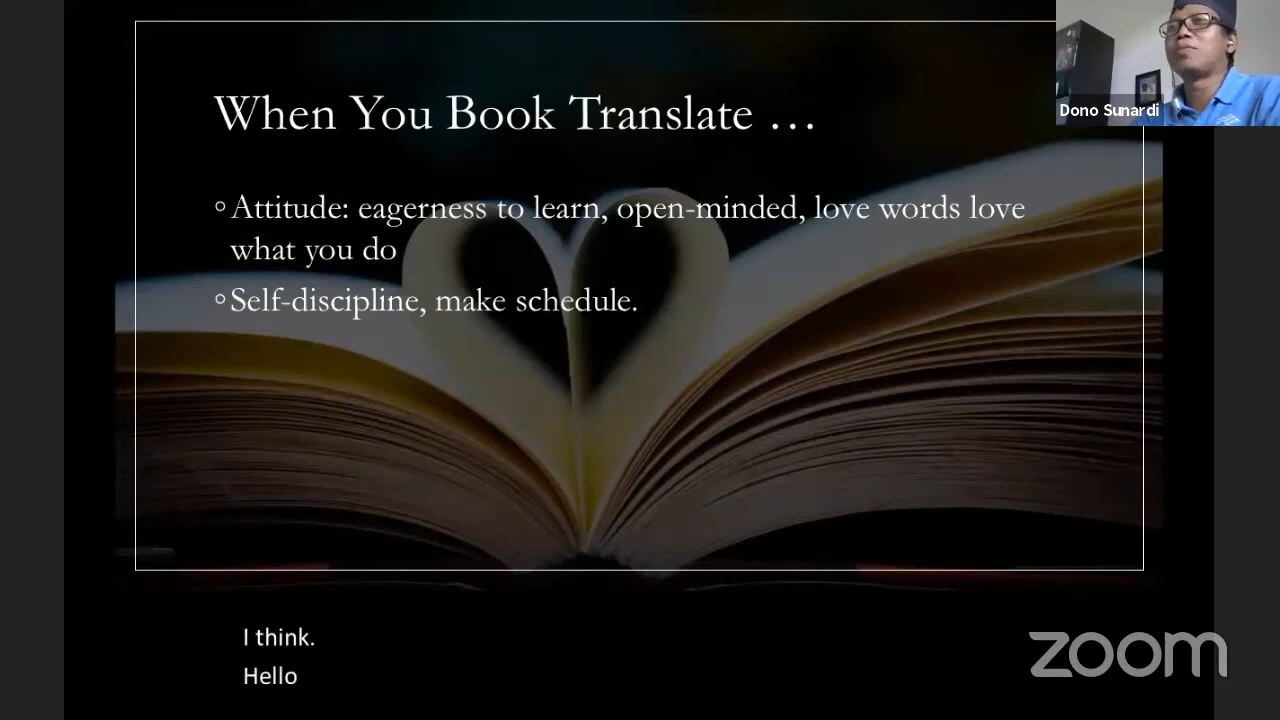 When You Book Translate …
Dono Sunardi
◦Attitude: eagerness to learn, open-minded, love words love
what you do
◦Self-discipline, make schedule.
I think.
Hello
zoom